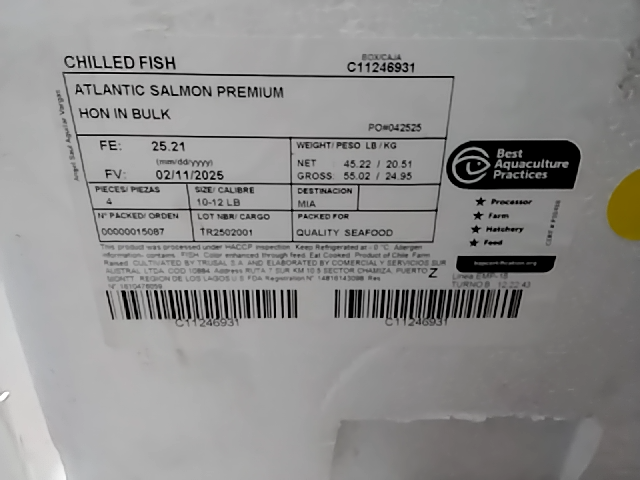 CHILLED FISH
BOX/CAJA
C11246931
ATLANTIC SALMON PREMIUM
HON IN BULK
PO#042525
FE: 25.21
(mm/dd/yyyy)
FV: 02/11/2025
WEIGHT/ PESO LB / KG
NET 45.22 / 20.51
GROSS: 55.02 / 24.95
PIECES/ PIEZAS
4
SIZE/ CALIBRE
10-12 LB
DESTINACION
MIA
N° PACKED/ ORDEN
00000015087
LOT NBR/ CARGO
TR2502001
PACKED FOR
QUALITY SEAFOOD
This product was processed under HACCP inspection. Keep Refrigerated at - 0 °C. Allergen
information- contains : FISH. Color enhanced through feed. Eat Cooked. Product of Chile. Farm
Raised. CULTIVATED BY TRUSAL S.A. AND ELABORATED BY COMERCIAL Y SERVICIOS SUR
AUSTRAL LTDA. COD 10884. Address RUTA 7 SUR KM 10.5 SECTOR CHAMIZA, PUERTO
MONTT. REGION DE LOS LAGOS U.S FDA Registration N° Res.
Z
C11246931
C11246931
Best
Aquaculture
Practices
Processor
Farm
Hatchery
Feed
bapcertification.org
Linea EMP-18
TURNO B 12:22:43